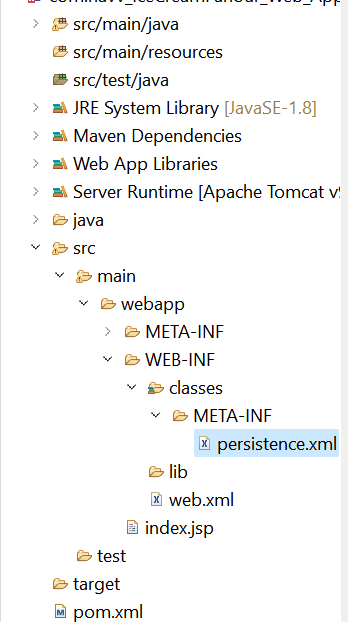 src/main/java
src/main/resources
src/test/java
JRE System Library [JavaSE-1.8]
Maven Dependencies
Web App Libraries
Server Runtime [Apache Tomcat v9
java
src
main
webapp
META-INF
WEB-INF
classes
META-INF
persistence.xml
lib
web.xml
index.jsp
test
target
pom.xml